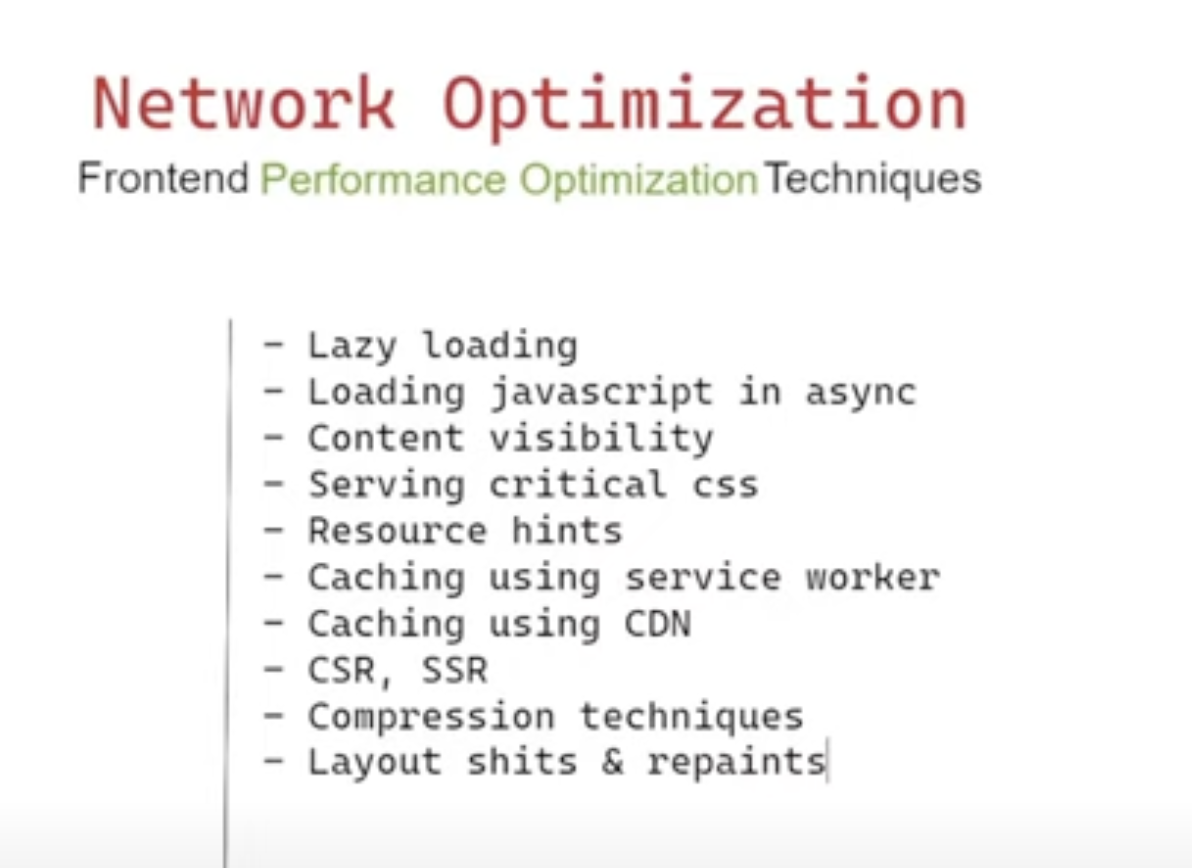 Network Optimization
Frontend Performance Optimization Techniques
- Lazy loading
- Loading javascript in async
- Content visibility
- Serving critical css
- Resource hints
- Caching using service worker
- Caching using CDN
- CSR, SSR
- Compression techniques
- Layout shits & repaints